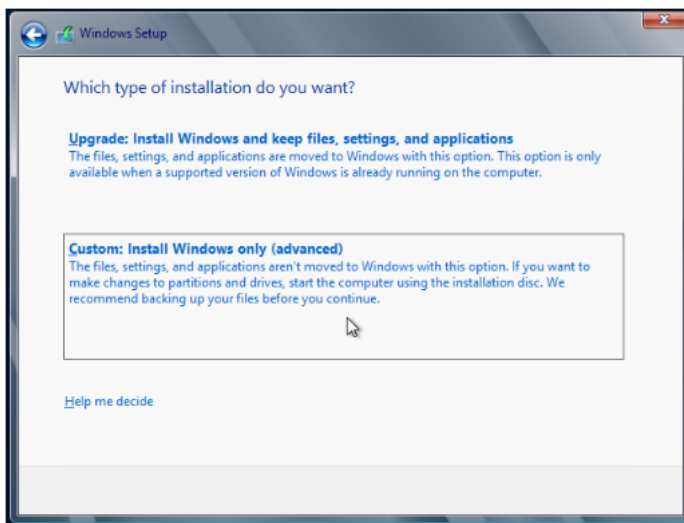 Windows Setup
Which type of installation do you want?
Upgrade: Install Windows and keep files, settings, and applications
The files, settings, and applications are moved to Windows with this option. This option is only
available when a supported version of Windows is already running on the computer.
Custom: Install Windows only (advanced)
The files, settings, and applications aren't moved to Windows with this option. If you want to
make changes to partitions and drives, start the computer using the installation disc. We
recommend backing up your files before you continue.
Help me decide